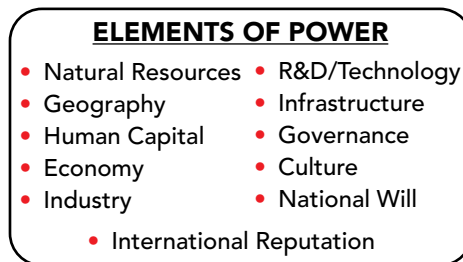 ELEMENTS OF POWER
• Natural Resources
• Geography
• Human Capital
• Economy
• Industry
• R&D/Technology
• Infrastructure
• Governance
• Culture
• National Will
• International Reputation